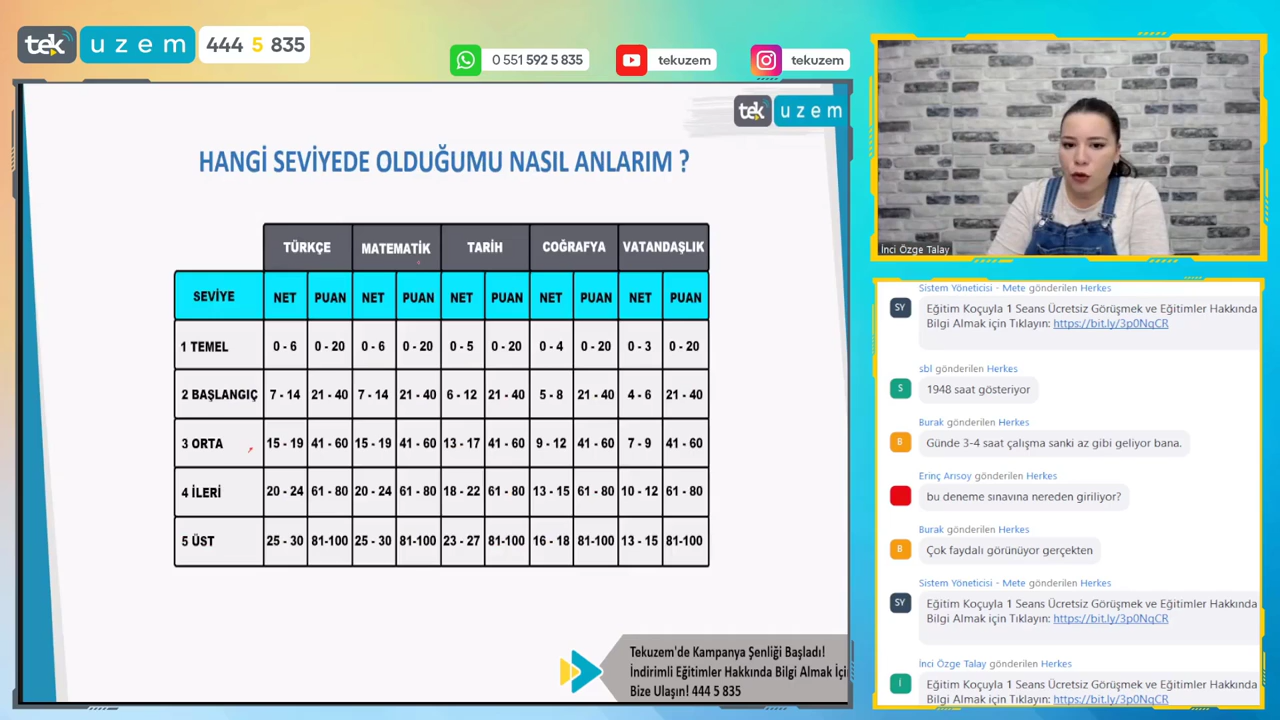 tek uzem 444 5 835
0 551 592 5 835 tekuzem tekuzem
tek uzem
HANGİ SEVİYEDE OLDUĞUMU NASIL ANLARIM ?
TÜRKÇE MATEMATİK TARİH COĞRAFYA VATANDAŞLIK
SEVİYE NET PUAN NET PUAN NET PUAN NET PUAN NET PUAN
1 TEMEL 0 - 6 0 - 20 0 - 6 0 - 20 0 - 5 0 - 20 0 - 4 0 - 20 0 - 3 0 - 20
2 BAŞLANGIÇ 7 - 14 21 - 40 7 - 14 21 - 40 6 - 12 21 - 40 5 - 8 21 - 40 4 - 6 21 - 40
3 ORTA 15 - 19 41 - 60 15 - 19 41 - 60 13 - 17 41 - 60 9 - 12 41 - 60 7 - 9 41 - 60
4 İLERİ 20 - 24 61 - 80 20 - 24 61 - 80 18 - 22 61 - 80 13 - 15 61 - 80 10 - 12 61 - 80
5 ÜST 25 - 30 81-100 25 - 30 81-100 23 - 27 81-100 16 - 18 81-100 13 - 15 81-100
Tekuzem'de Kampanya Şenliği Başladı!
İndirimli Eğitimler Hakkında Bilgi Almak İçi
Bize Ulaşın! 444 5 835
İnci Özge Talay
Sistem Yöneticisi - Mete gönderilen Herkes
SY
Eğitim Koçuyla 1 Seans Ücretsiz Görüşmek ve Eğitimler Hakkında
Bilgi Almak için Tıklayın: https://bit.ly/3p0NqCR
sbl gönderilen Herkes
S
1948 saat gösteriyor
Burak gönderilen Herkes
B
Günde 3-4 saat çalışma sanki az gibi geliyor bana.
Erinç Arısoy gönderilen Herkes
bu deneme sınavına nereden giriliyor?
Burak gönderilen Herkes
B
Çok faydalı görünüyor gerçekten
Sistem Yöneticisi - Mete gönderilen Herkes
SY
Eğitim Koçuyla 1 Seans Ücretsiz Görüşmek ve Eğitimler Hakkında
Bilgi Almak için Tıklayın: https://bit.ly/3p0NqCR
İnci Özge Talay gönderilen Herkes
İ
Eğitim Koçuyla 1 Seans Ücretsiz Görüşmek ve Eğitimler Hakkında
Bilgi Almak için Tıklayın: https://bit.ly/3p0NqCR